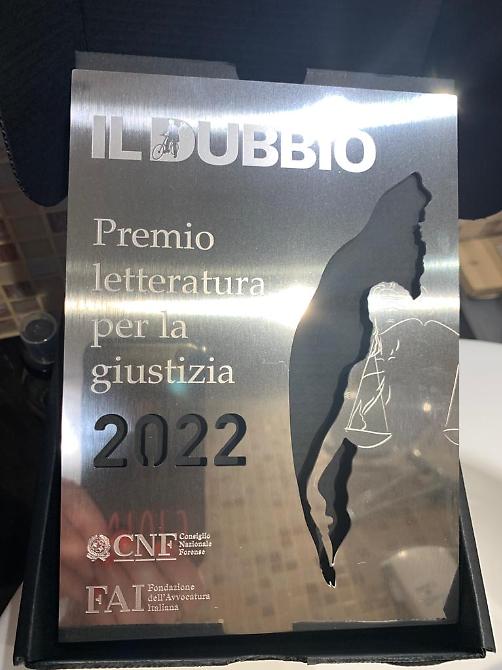 IL DUBBIO
Premio
letteratura
per la
giustizia
2022
CNF Consiglio
Nazionale
Forense
FAI Fondazione
dell'Avvocatura
Italiana